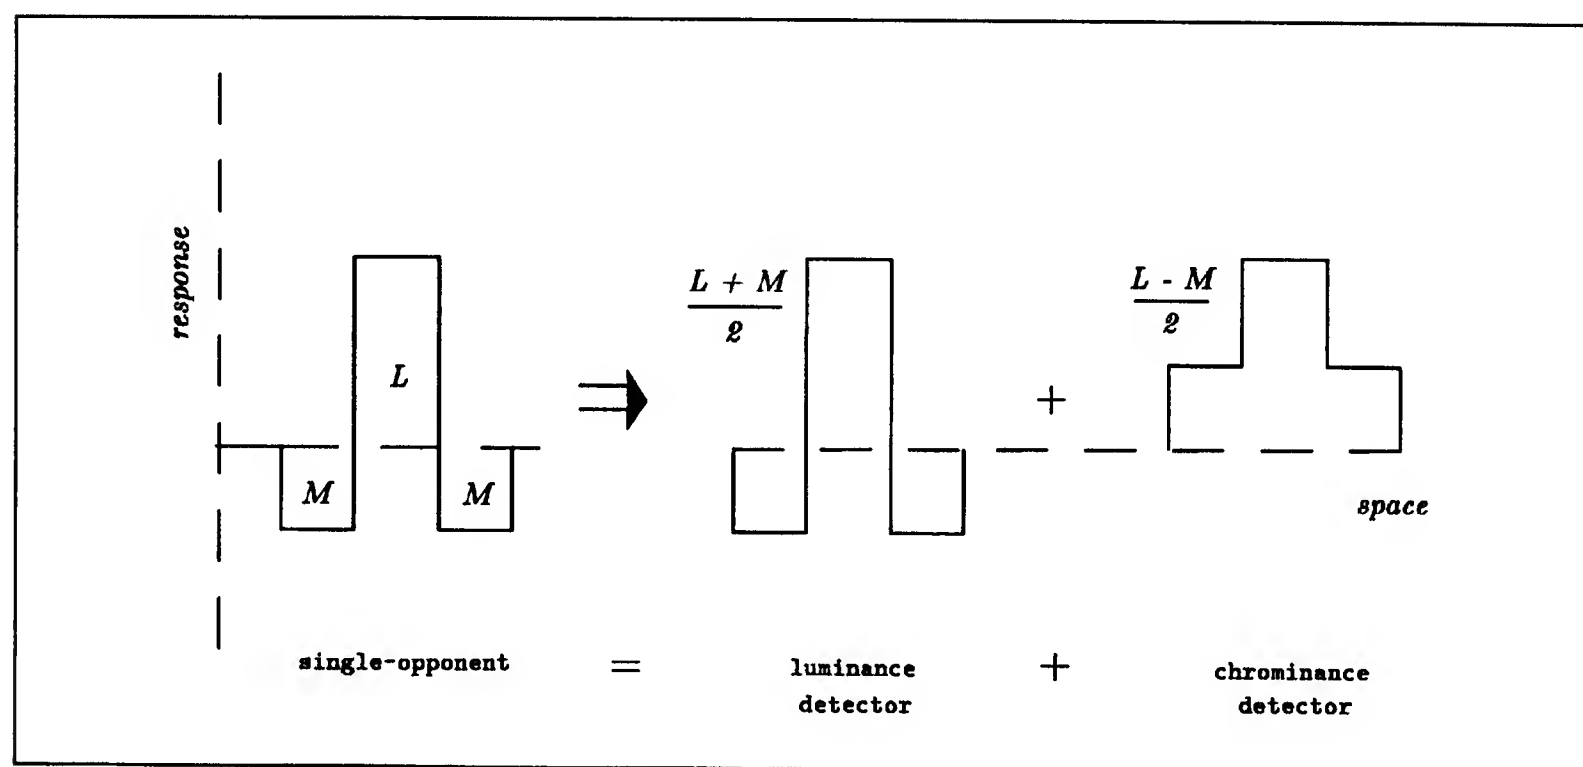 response
L
M
M
L + M
2
+
L - M
2
space
single-opponent = luminance detector + chrominance detector